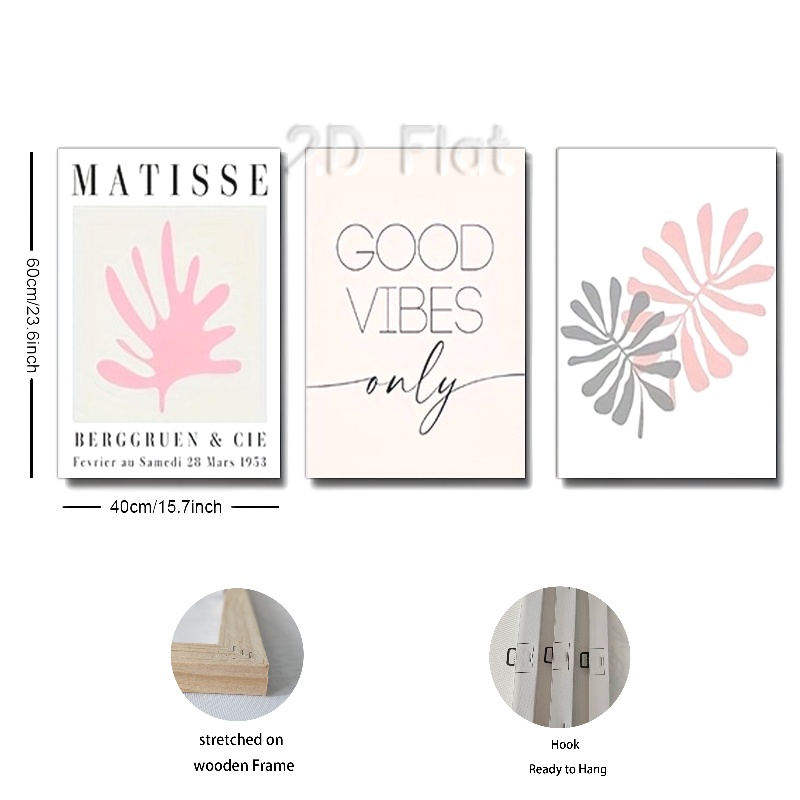 2D Flat
MATISSE
BERGGRUEN & CIE
Fevrier au Samedi 28 Mars 1953
GOOD
VIBES
only
60cm/23.6inch
40cm/15.7inch
stretched on
wooden Frame
Hook
Ready to Hang